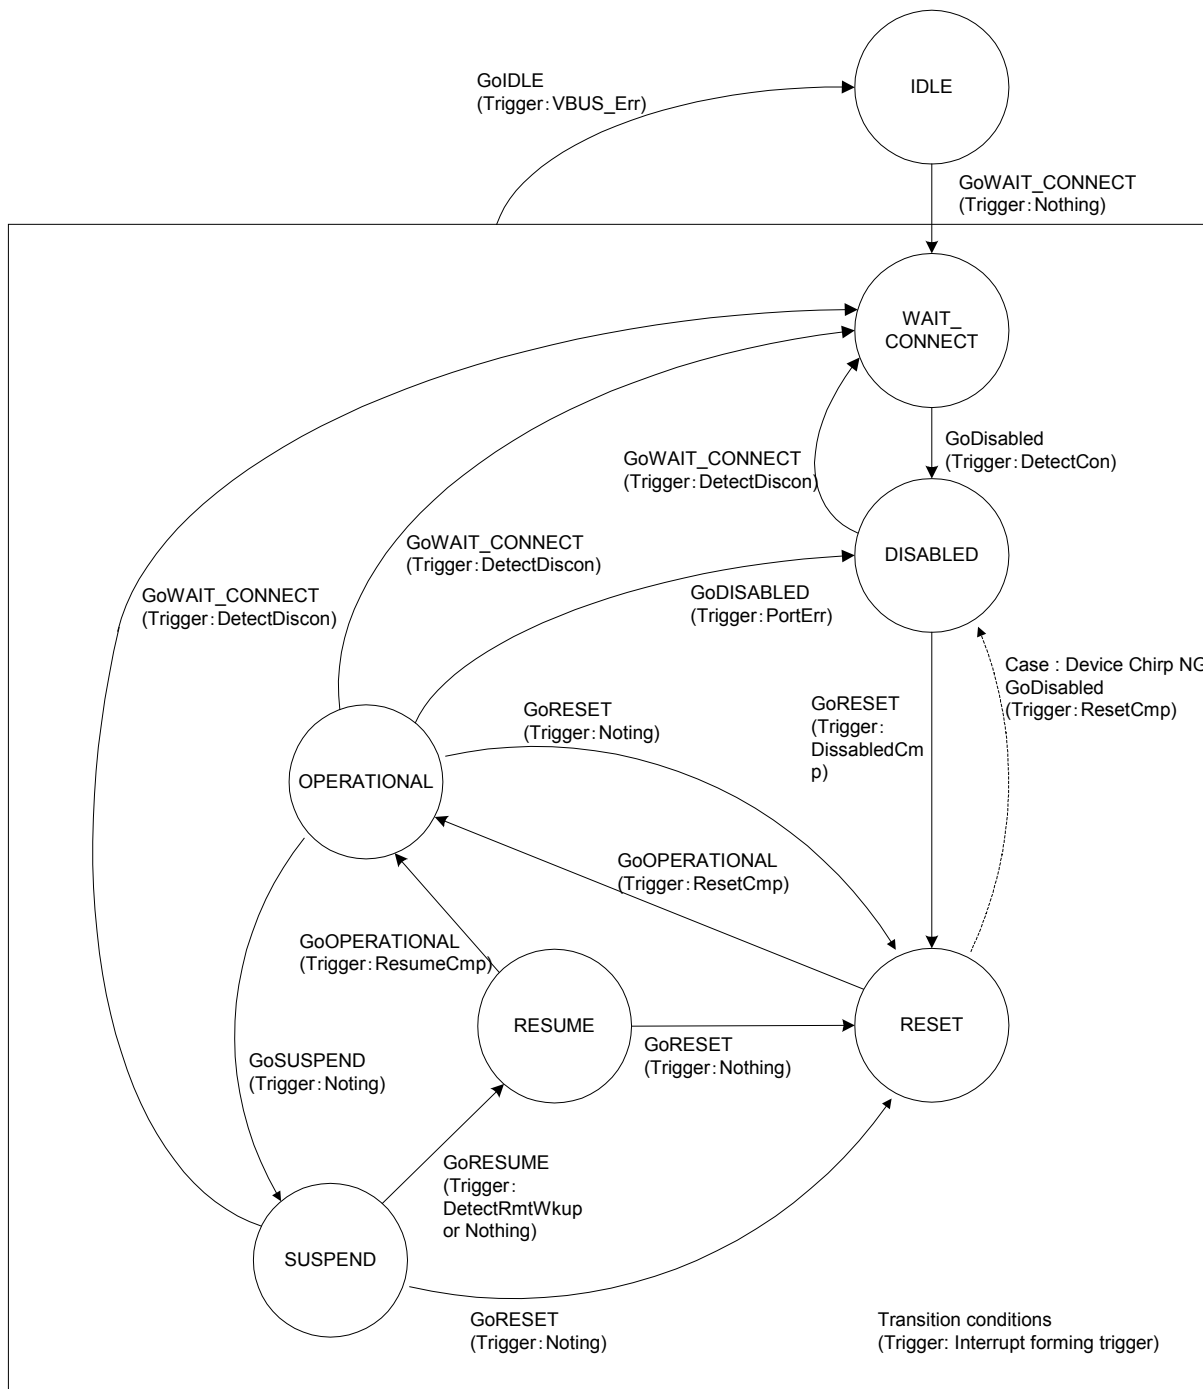 IDLE
GoIDLE
(Trigger:VBUS_Err)
GoWAIT_CONNECT
(Trigger:Nothing)
WAIT_
CONNECT
GoDisabled
(Trigger:DetectCon)
GoWAIT_CONNECT
(Trigger:DetectDiscon)
DISABLED
GoWAIT_CONNECT
(Trigger:DetectDiscon)
GoWAIT_CONNECT
(Trigger:DetectDiscon)
GoDISABLED
(Trigger:PortErr)
Case : Device Chirp NG
GoDisabled
(Trigger:ResetCmp)
GoRESET
(Trigger:
DissabledCm
p)
GoRESET
(Trigger:Noting)
OPERATIONAL
GoOPERATIONAL
(Trigger:ResetCmp)
GoOPERATIONAL
(Trigger:ResumeCmp)
RESUME
RESET
GoRESET
(Trigger:Nothing)
GoSUSPEND
(Trigger:Noting)
GoRESUME
(Trigger:
DetectRmtWkup
or Nothing)
SUSPEND
GoRESET
(Trigger:Noting)
Transition conditions
(Trigger: Interrupt forming trigger)